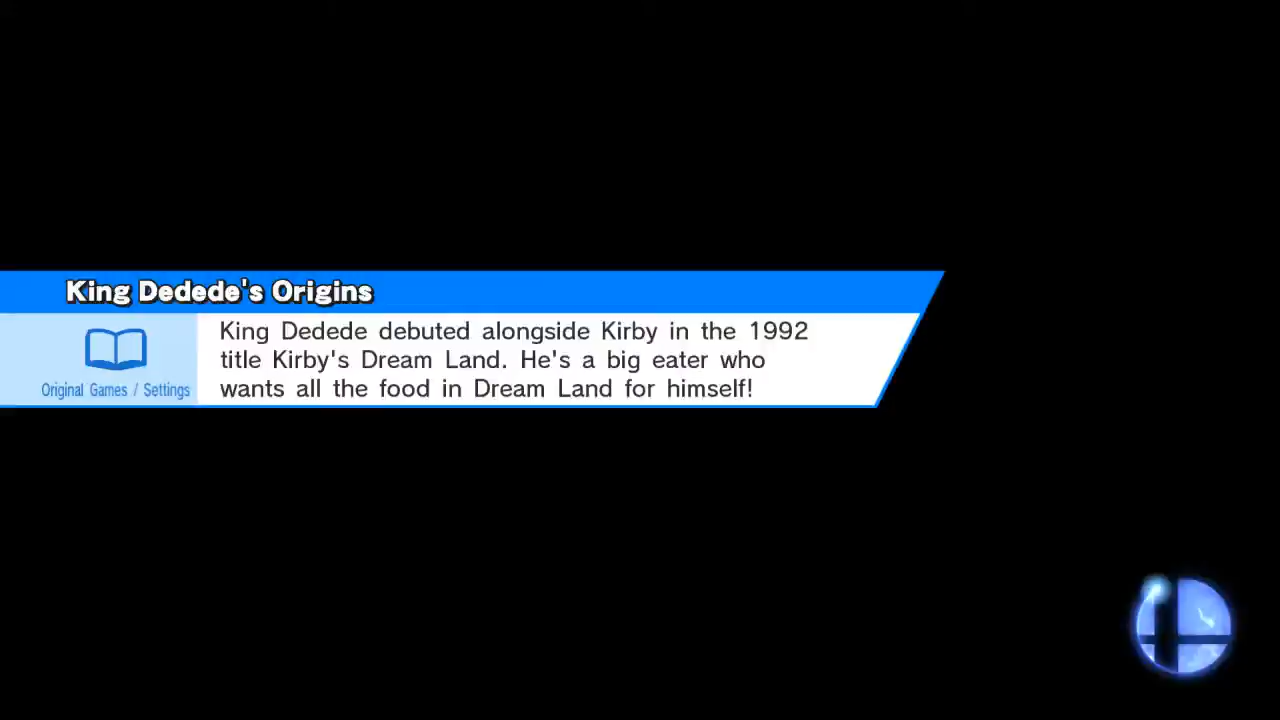 King Dedede's Origins
Original Games / Settings
King Dedede debuted alongside Kirby in the 1992
title Kirby's Dream Land. He's a big eater who
wants all the food in Dream Land for himself!